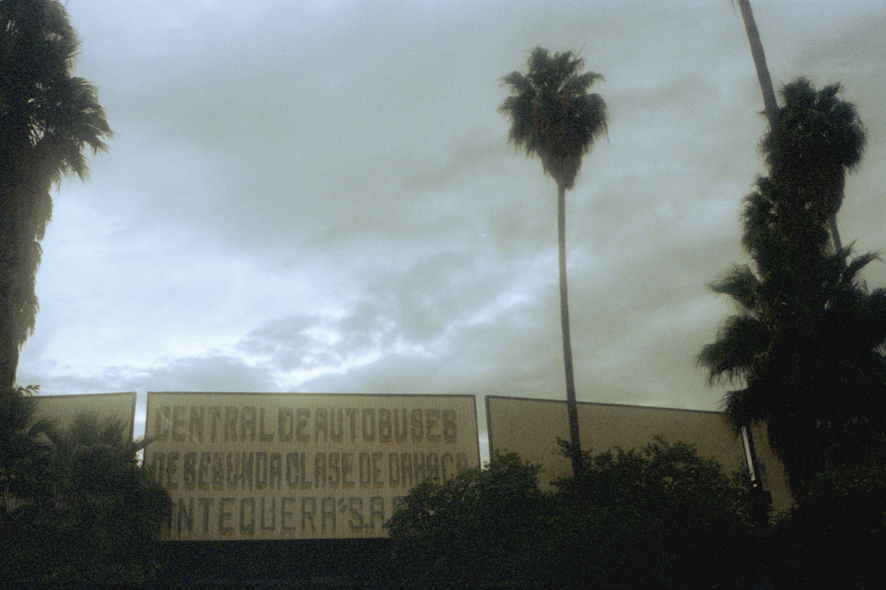 CENTRAL DE AUTOBUSES
DE SEGUNDA CLASE DE OAXACA
ANTEQUERA'S.A